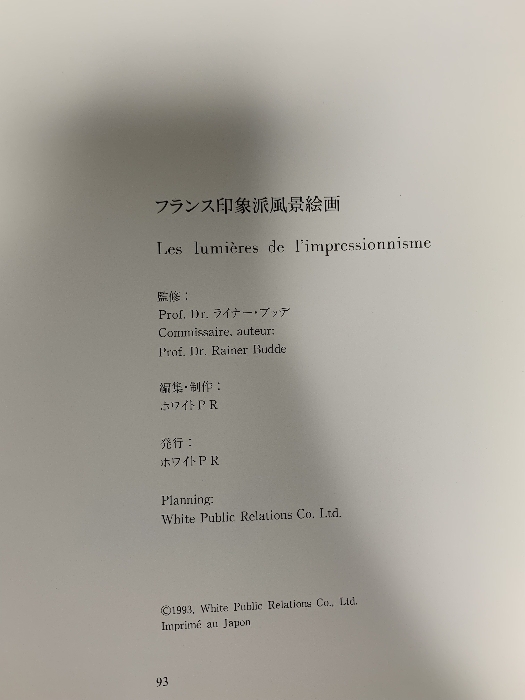 フランス印象派風景絵画
Les lumières de l'impressionnisme
監修：
Prof. Dr. ライナー・ブッデ
Commissaire, auteur:
Prof. Dr. Rainer Budde
編集・制作：
ホワイトＰＲ
発行：
ホワイトＰＲ
Planning:
White Public Relations Co. Ltd.
©1993, White Public Relations Co., Ltd.
Imprimé au Japon
93